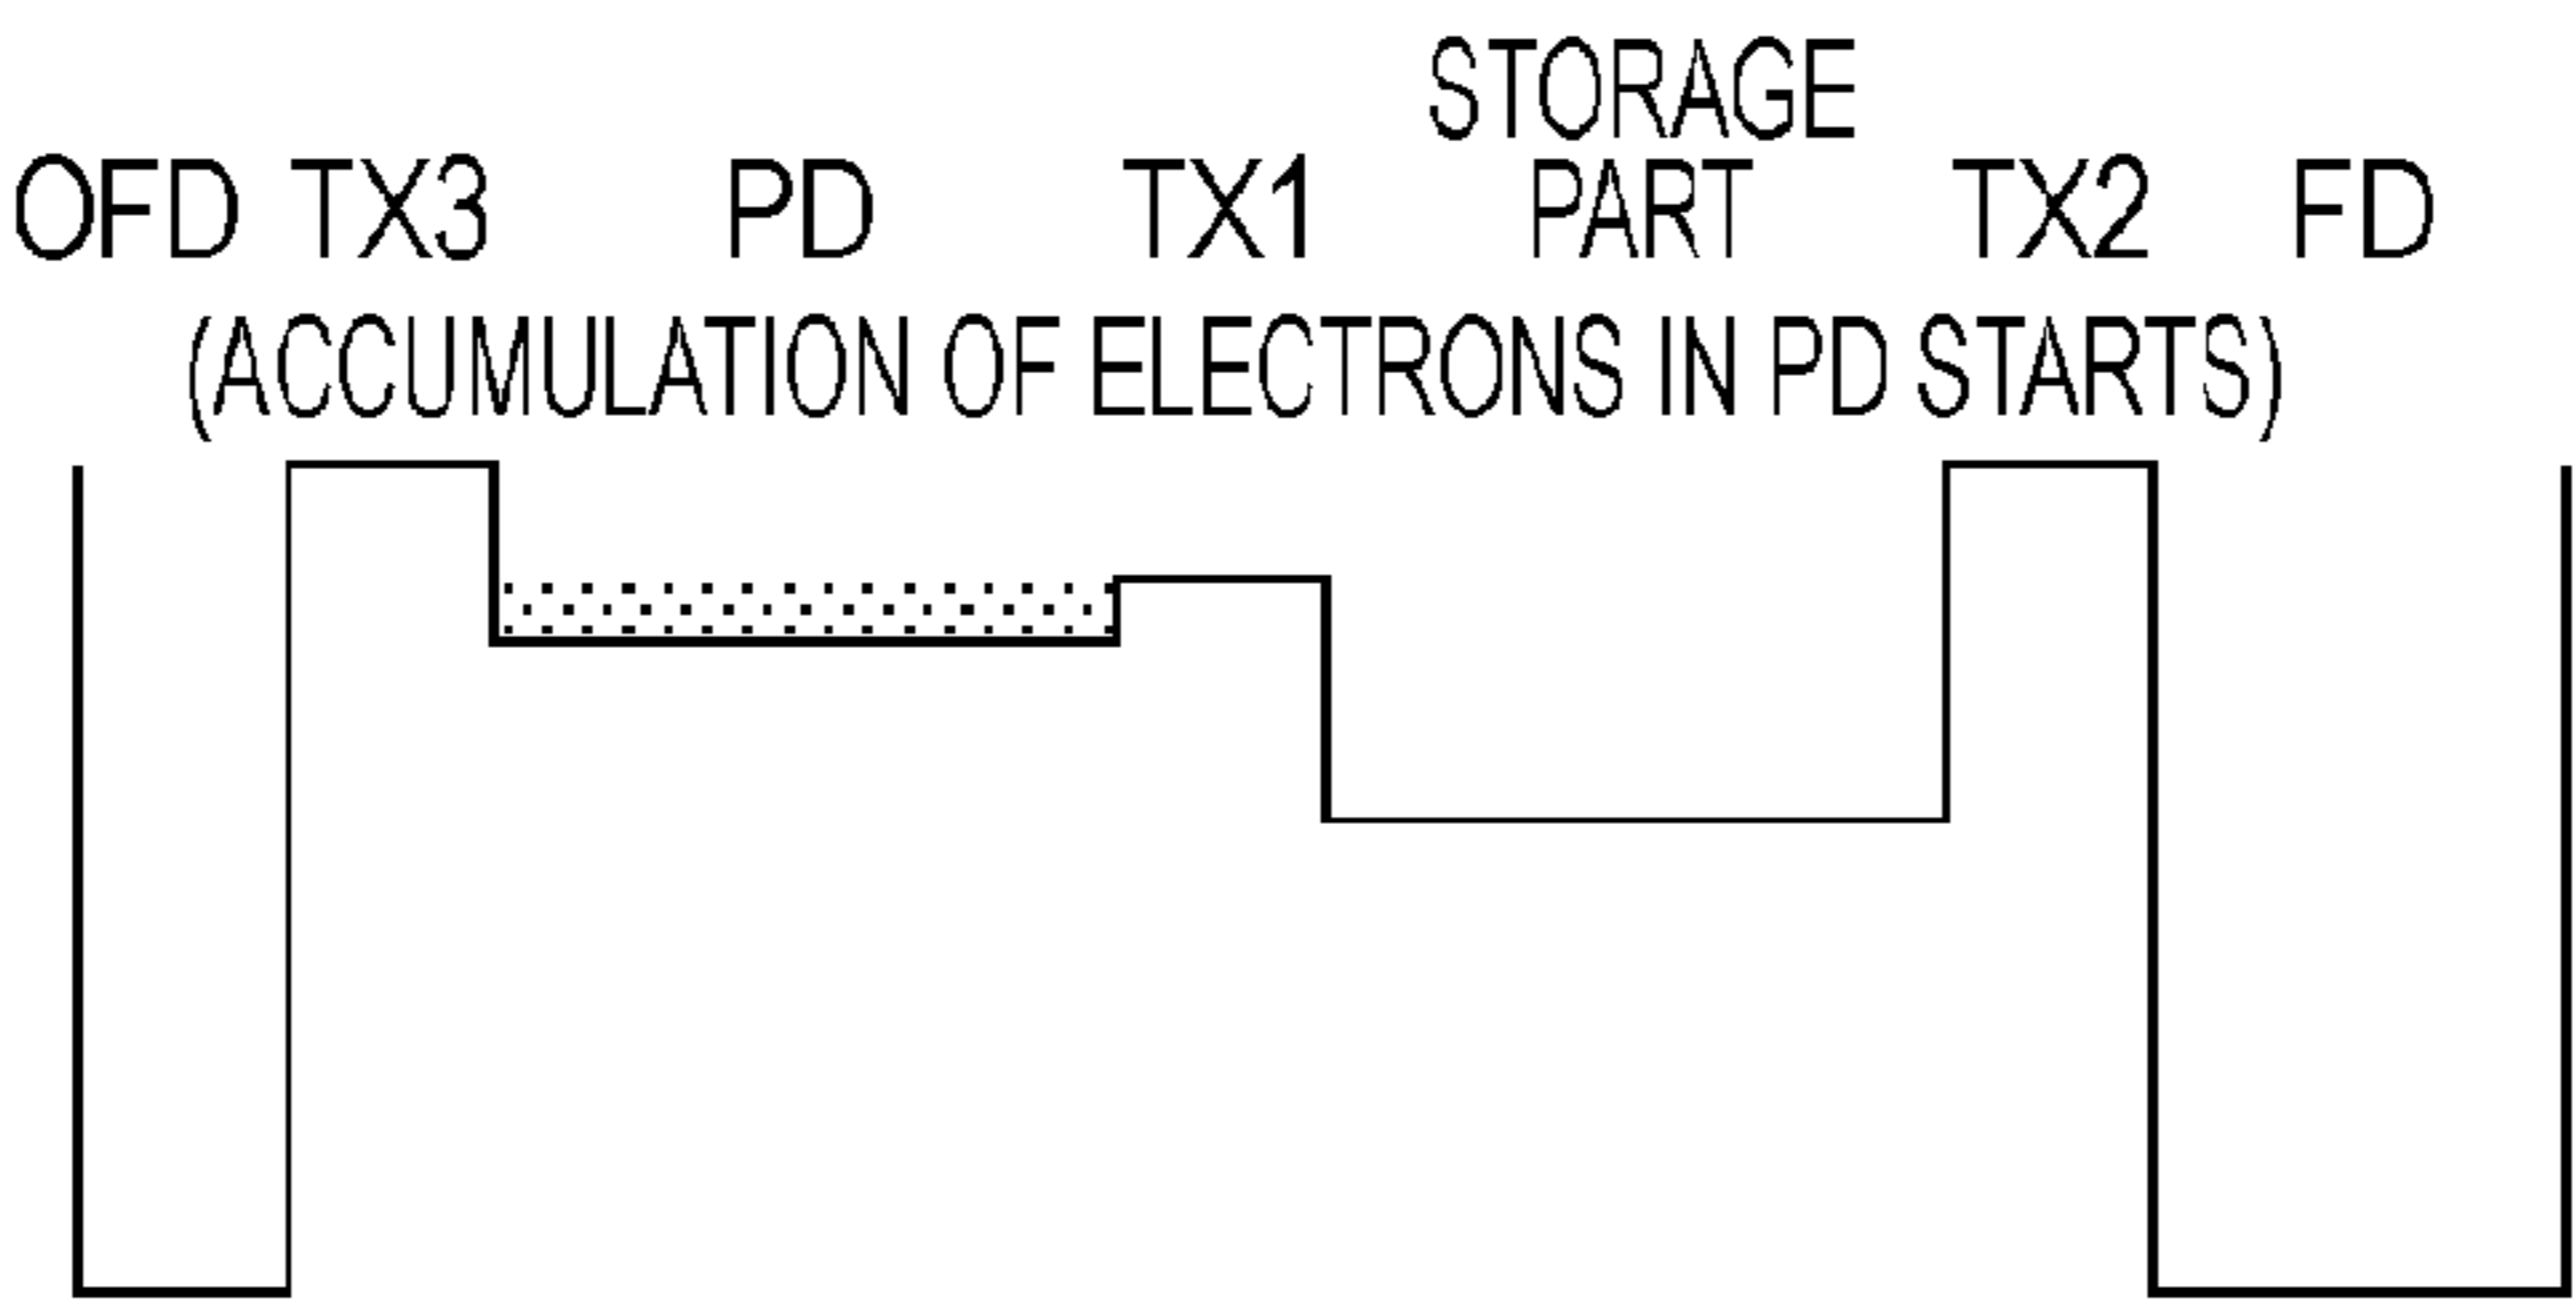 OFD TX3 PD TX1 STORAGE PART TX2 FD
(ACCUMULATION OF ELECTRONS IN PD STARTS)